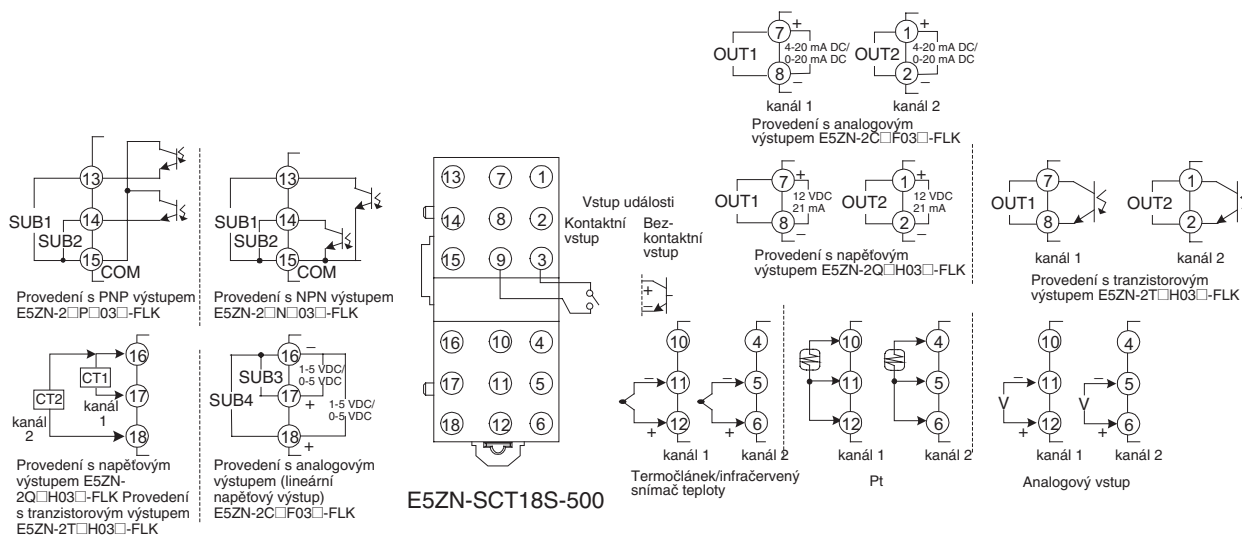 7
+
OUT1
4-20 mA DC/
0-20 mA DC
8
–
kanál 1
1
+
OUT2
4-20 mA DC/
0-20 mA DC
2
–
kanál 2
Provedení s analogovým
výstupem E5ZN-2C□F03□-FLK
13
14
SUB1
SUB2
15
COM
Provedení s PNP výstupem
E5ZN-2□P□03□-FLK
13
14
SUB1
SUB2
15
COM
Provedení s NPN výstupem
E5ZN-2□N□03□-FLK
13 7 1
14 8 2
15 9 3
16 10 4
17 11 5
18 12 6
E5ZN-SCT18S-500
Vstup události
Kontaktní
vstup
Bez-
kontaktní
vstup
+
–
7
+
OUT1
12 VDC
21 mA
8
–
kanál 1
1
+
OUT2
12 VDC
21 mA
2
–
kanál 2
Provedení s napěťovým
výstupem E5ZN-2Q□H03□-FLK
7
OUT1
8
kanál 1
1
OUT2
2
kanál 2
Provedení s tranzistorovým
výstupem E5ZN-2T□H03□-FLK
16
CT1
17
CT2
kanál
1
kanál
2
18
Provedení s napěťovým
výstupem E5ZN-
2Q□H03□-FLK Provedení
s tranzistorovým výstupem
E5ZN-2T□H03□-FLK
16
–
1-5 VDC/
0-5 VDC
SUB3
17
+
SUB4
1-5 VDC/
0-5 VDC
18
+
Provedení s analogovým
výstupem (lineární
napěťový výstup)
E5ZN-2C□F03□-FLK
10
–
11
+
12
kanál 1
4
–
5
+
6
kanál 2
Termočlánek/infračervený
snímač teploty
10
11
12
kanál 1
4
5
6
kanál 2
Pt
10
–
11
V
+
12
kanál 1
4
–
5
V
+
6
kanál 2
Analogový vstup